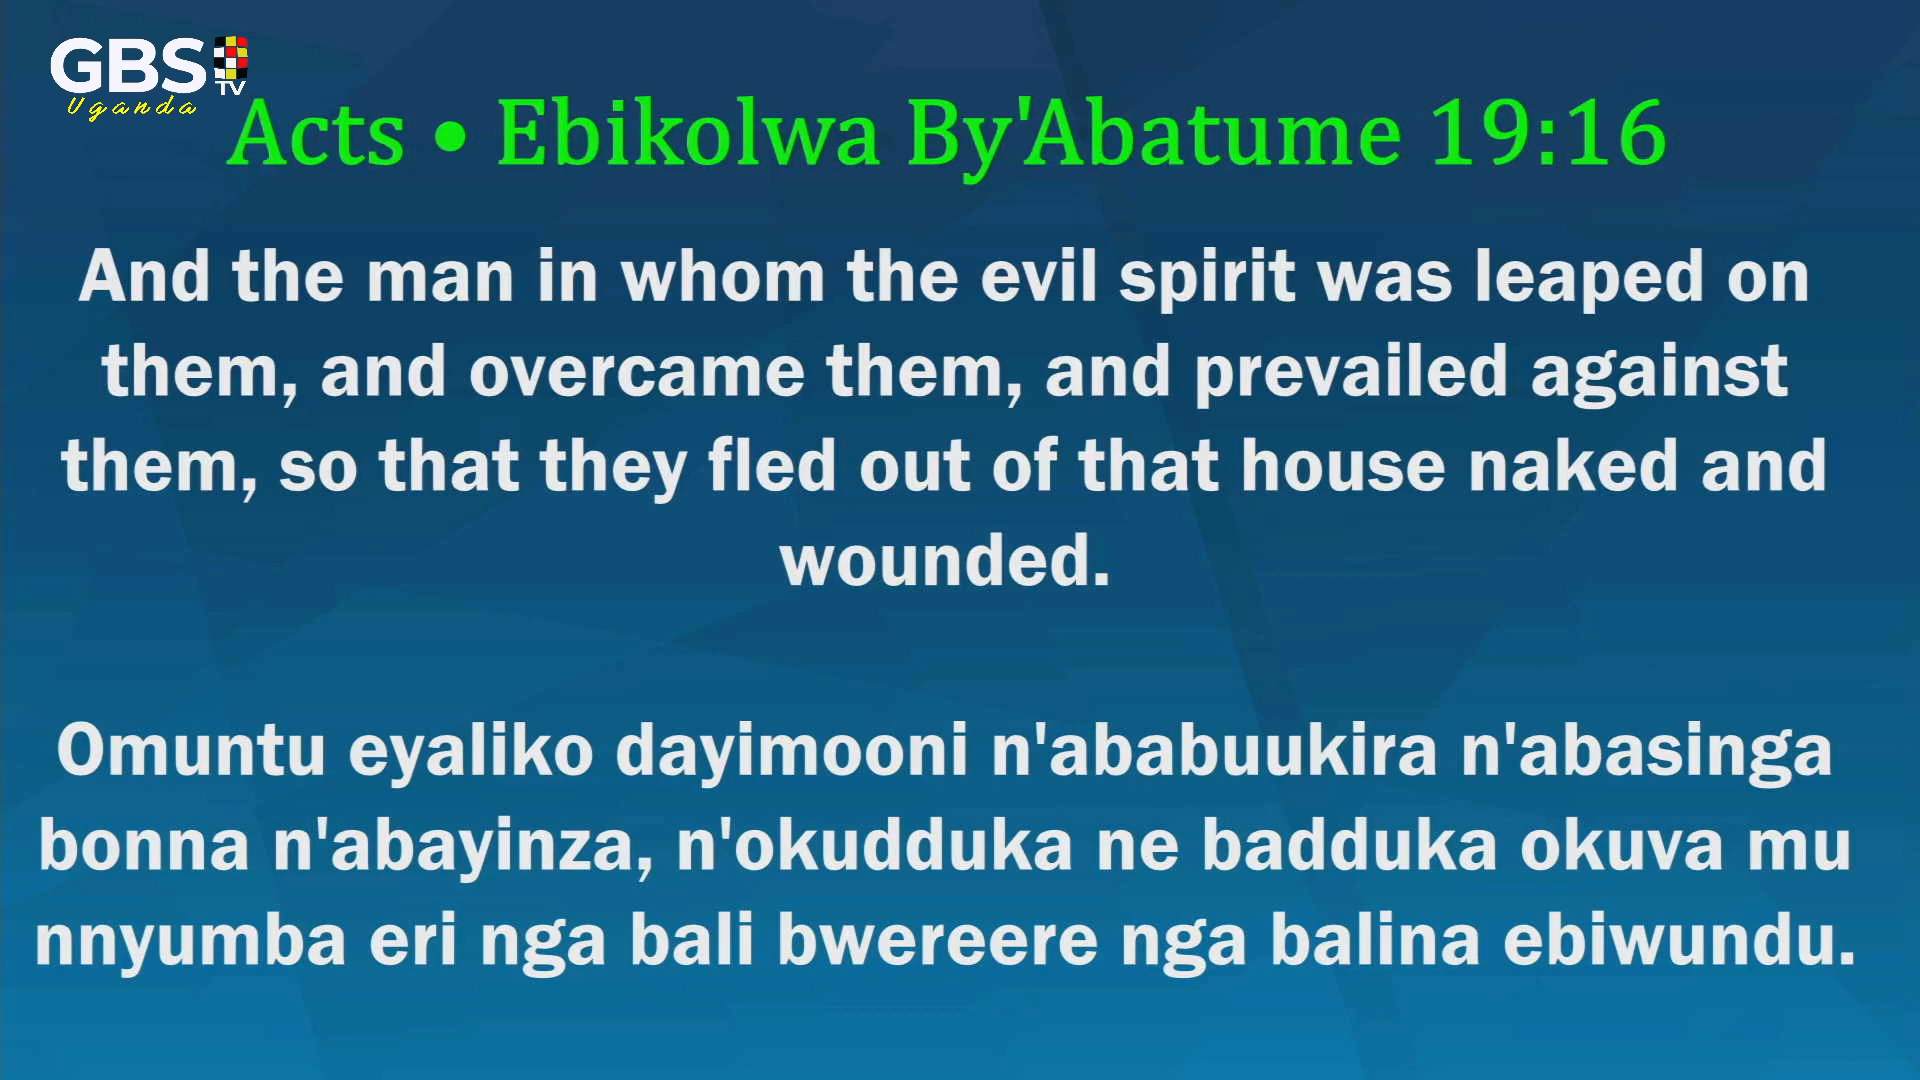 GBS
TV
Uganda
Acts • Ebikolwa By'Abatume 19:16
And the man in whom the evil spirit was leaped on
them, and overcame them, and prevailed against
them, so that they fled out of that house naked and
wounded.
Omuntu eyaliko dayimooni n'ababuukira n'abasinga
bonna n'abayinza, n'okudduka ne badduka okuva mu
nnyumba eri nga bali bwereere nga balina ebiwundu.